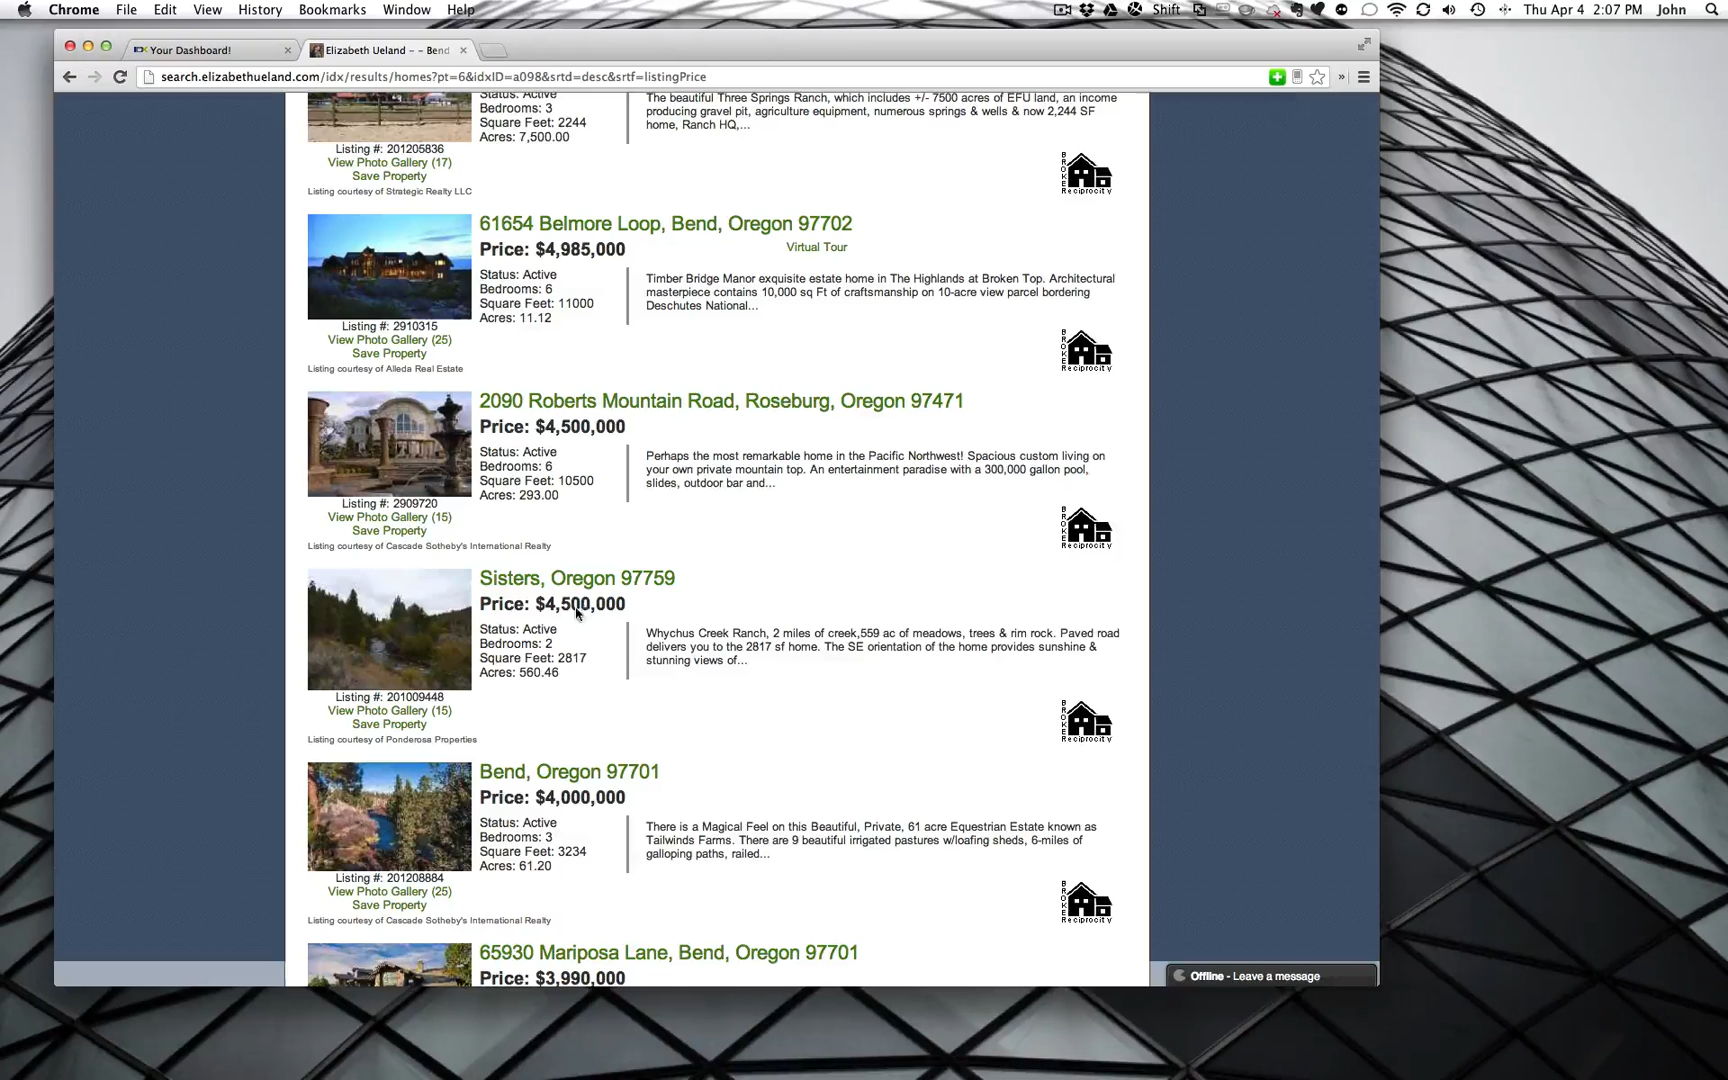 Chrome File Edit View History Bookmarks Window Help Shift Thu Apr 4 2:07 PM John
Your Dashboard! Elizabeth Ueland - - Bend
search.elizabethueland.com/idx/results/homes?pt=6&idxID=a098&srtd=desc&srtf=listingPrice
Status: Active
Bedrooms: 3
Square Feet: 2244
Acres: 7,500.00
The beautiful Three Springs Ranch, which includes +/- 7500 acres of EFU land, an income
producing gravel pit, agriculture equipment, numerous springs & wells & now 2,244 SF
home, Ranch HQ,...
Listing #: 201205836
View Photo Gallery (17)
Save Property
Listing courtesy of Strategic Realty LLC
BROKER
Reciprocity
61654 Belmore Loop, Bend, Oregon 97702
Price: $4,985,000
Virtual Tour
Status: Active
Bedrooms: 6
Square Feet: 11000
Acres: 11.12
Timber Bridge Manor exquisite estate home in The Highlands at Broken Top. Architectural
masterpiece contains 10,000 sq Ft of craftsmanship on 10-acre view parcel bordering
Deschutes National...
Listing #: 2910315
View Photo Gallery (25)
Save Property
Listing courtesy of Alleda Real Estate
BROKER
Reciprocity
2090 Roberts Mountain Road, Roseburg, Oregon 97471
Price: $4,500,000
Status: Active
Bedrooms: 6
Square Feet: 10500
Acres: 293.00
Perhaps the most remarkable home in the Pacific Northwest! Spacious custom living on
your own private mountain top. An entertainment paradise with a 300,000 gallon pool,
slides, outdoor bar and...
Listing #: 2909720
View Photo Gallery (15)
Save Property
Listing courtesy of Cascade Sotheby's International Realty
BROKER
Reciprocity
Sisters, Oregon 97759
Price: $4,500,000
Status: Active
Bedrooms: 2
Square Feet: 2817
Acres: 560.46
Whychus Creek Ranch, 2 miles of creek,559 ac of meadows, trees & rim rock. Paved road
delivers you to the 2817 sf home. The SE orientation of the home provides sunshine &
stunning views of...
Listing #: 201009448
View Photo Gallery (15)
Save Property
Listing courtesy of Ponderosa Properties
BROKER
Reciprocity
Bend, Oregon 97701
Price: $4,000,000
Status: Active
Bedrooms: 3
Square Feet: 3234
Acres: 61.20
There is a Magical Feel on this Beautiful, Private, 61 acre Equestrian Estate known as
Tailwinds Farms. There are 9 beautiful irrigated pastures w/loafing sheds, 6-miles of
galloping paths, railed...
Listing #: 201208884
View Photo Gallery (25)
Save Property
Listing courtesy of Cascade Sotheby's International Realty
BROKER
Reciprocity
65930 Mariposa Lane, Bend, Oregon 97701
Price: $3,990,000
Offline - Leave a message